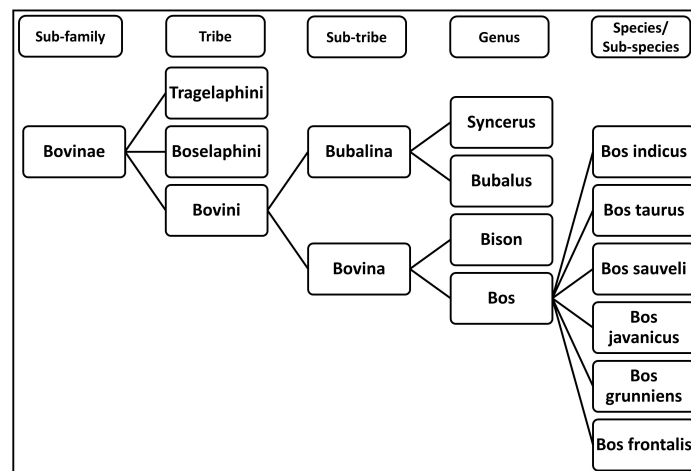 Sub-family
Tribe
Sub-tribe
Genus
Species/
Sub-species
Bovinae
Tragelaphini
Boselaphini
Bovini
Bubalina
Bovina
Syncerus
Bubalus
Bison
Bos
Bos indicus
Bos taurus
Bos sauveli
Bos
javanicus
Bos
grunniens
Bos frontalis